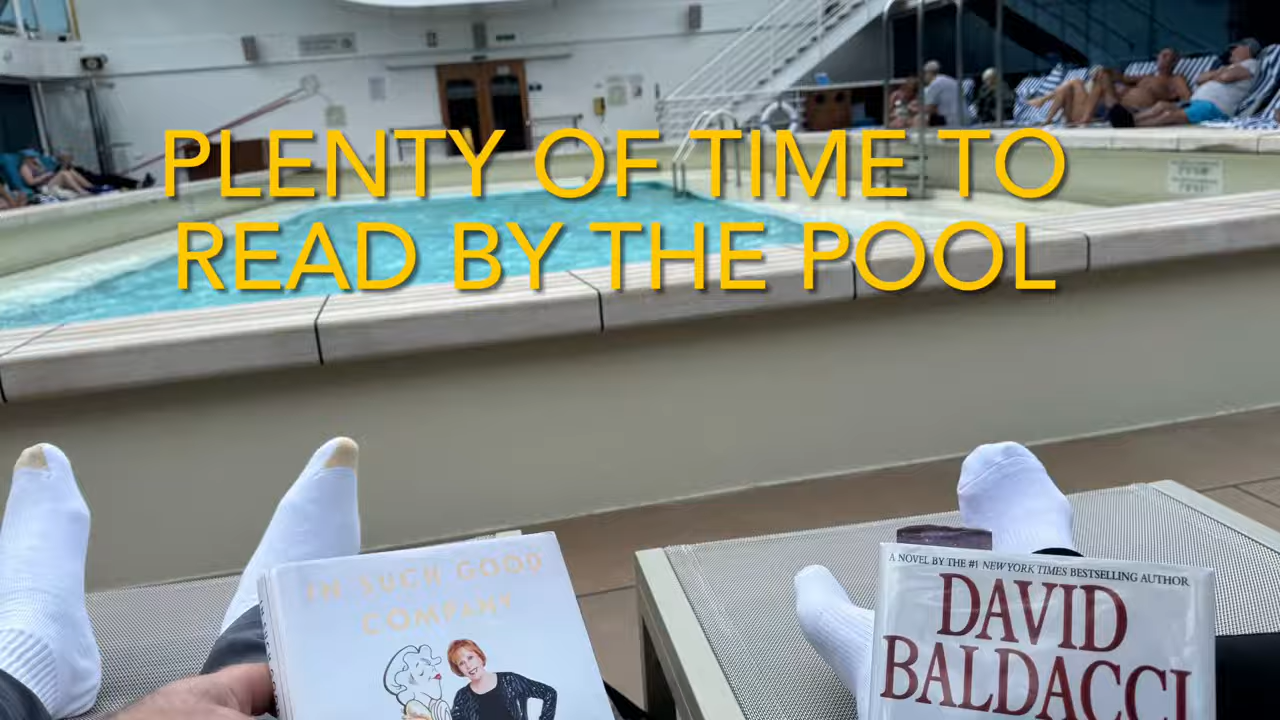 PLENTY OF TIME TO
READ BY THE POOL
IN SUCH GOOD
COMPANY
A NOVEL BY THE #1 NEW YORK TIMES BESTSELLING AUTHOR
DAVID
BALDACCI